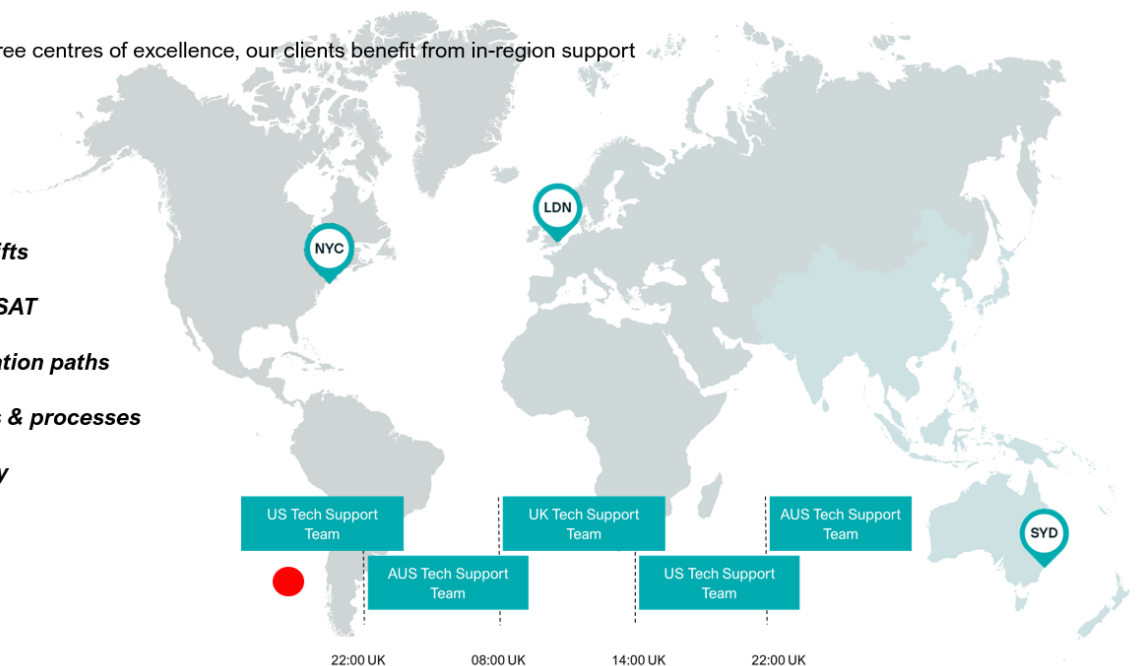 ree centres of excellence, our clients benefit from in-region support
LDN
NYC
ifts
SAT
ation paths
s & processes
y
US Tech Support
Team
UK Tech Support
Team
AUS Tech Support
Team
SYD
AUS Tech Support
Team
US Tech Support
Team
22:00 UK
08:00 UK
14:00 UK
22:00 UK